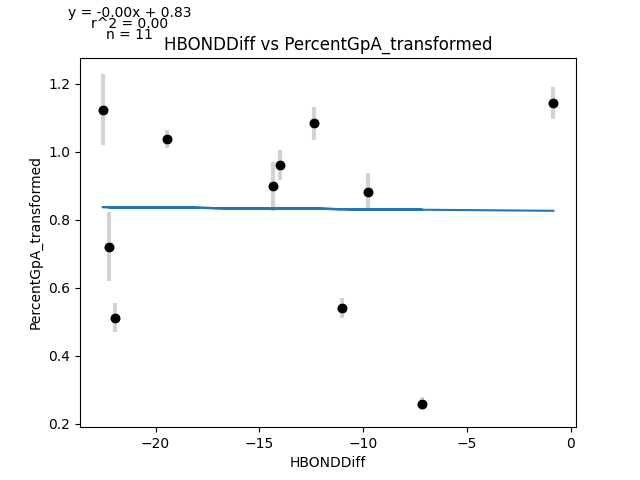 y = -0.00x + 0.83
r^2 = 0.00
n = 11
HBONDDiff vs PercentGpA_transformed
PercentGpA_transformed
1.2
1.0
0.8
0.6
0.4
0.2
−20
−15
−10
−5
0
HBONDDiff